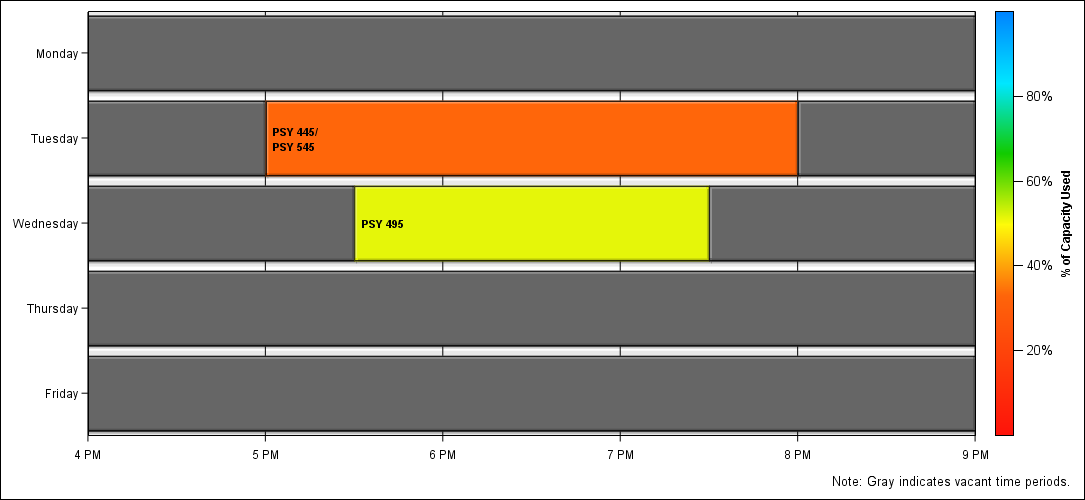 Monday
Tuesday
Wednesday
Thursday
Friday
PSY 445/
PSY 545
PSY 495
4 PM
5 PM
6 PM
7 PM
8 PM
9 PM
80%
60%
40%
20%
% of Capacity Used
Note: Gray indicates vacant time periods.